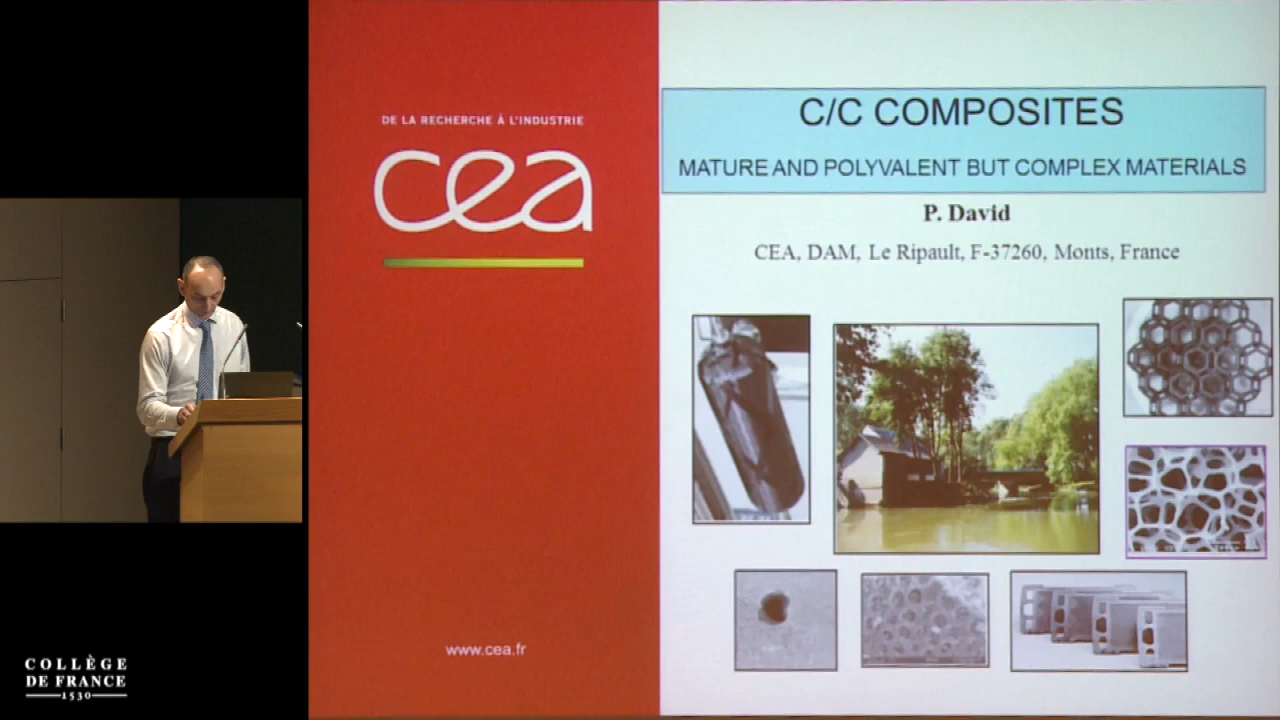 DE LA RECHERCHE À L'INDUSTRIE
cea
www.cea.fr
C/C COMPOSITES
MATURE AND POLYVALENT BUT COMPLEX MATERIALS
P. David
CEA, DAM, Le Ripault, F-37260, Monts, France
COLLÈGE
DE FRANCE
1530